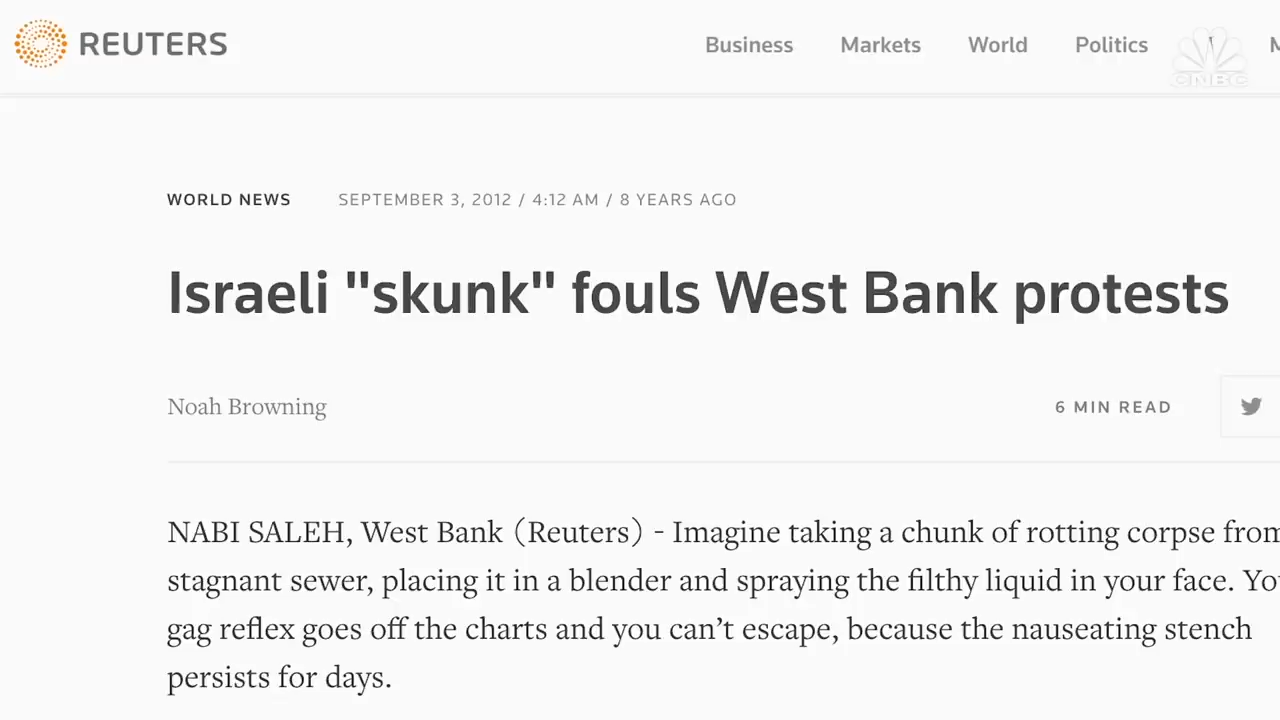 REUTERS Business Markets World Politics
CNBC
WORLD NEWS SEPTEMBER 3, 2012 / 4:12 AM / 8 YEARS AGO
Israeli "skunk" fouls West Bank protests
Noah Browning 6 MIN READ
NABI SALEH, West Bank (Reuters) - Imagine taking a chunk of rotting corpse from
stagnant sewer, placing it in a blender and spraying the filthy liquid in your face. Yo
gag reflex goes off the charts and you can’t escape, because the nauseating stench
persists for days.